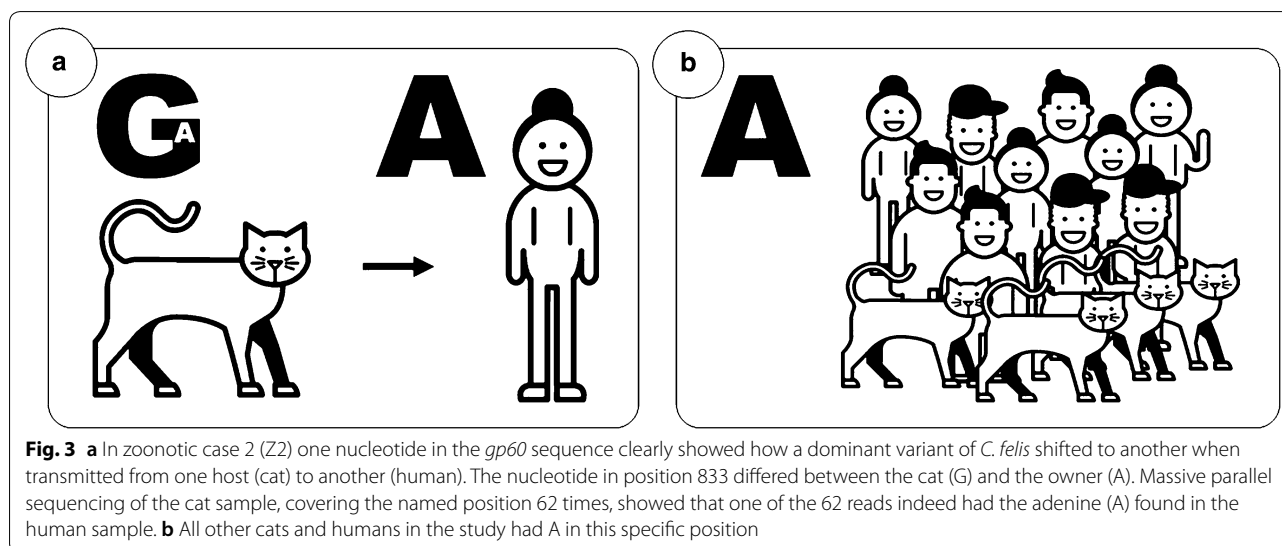 a
G
A
A
b
A
Fig. 3 a In zoonotic case 2 (Z2) one nucleotide in the gp60 sequence clearly showed how a dominant variant of C. felis shifted to another when
transmitted from one host (cat) to another (human). The nucleotide in position 833 differed between the cat (G) and the owner (A). Massive parallel
sequencing of the cat sample, covering the named position 62 times, showed that one of the 62 reads indeed had the adenine (A) found in the
human sample. b All other cats and humans in the study had A in this specific position